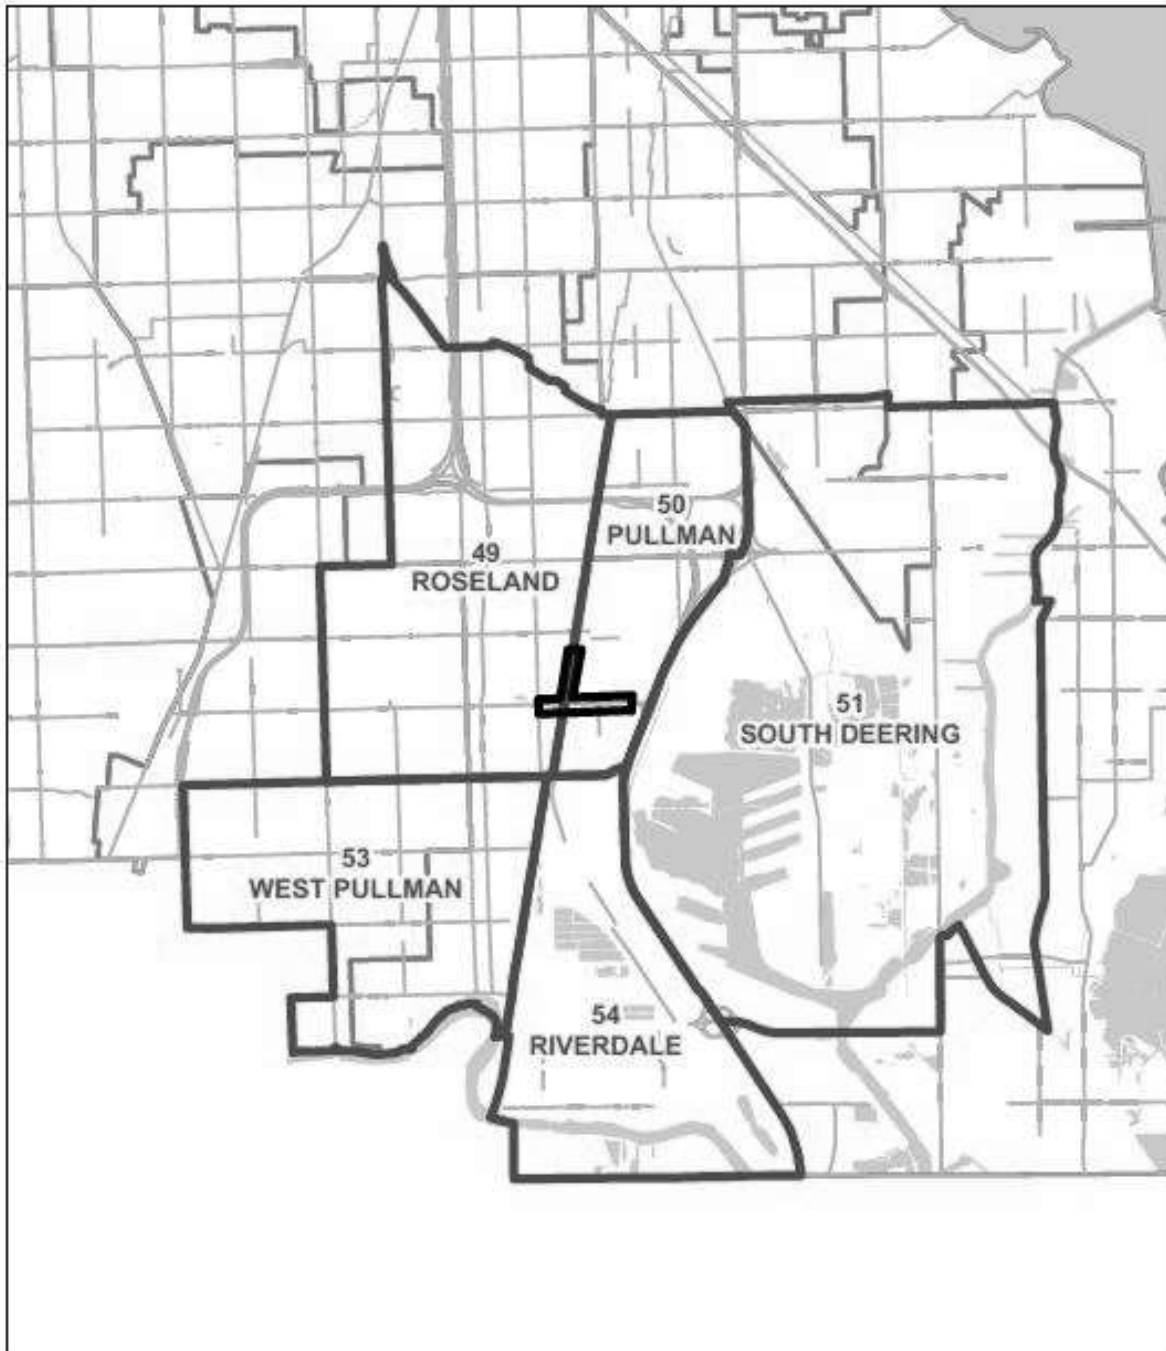 50
PULLMAN
49
ROSELAND
51
SOUTH DEERING
53
WEST PULLMAN
54
RIVERDALE